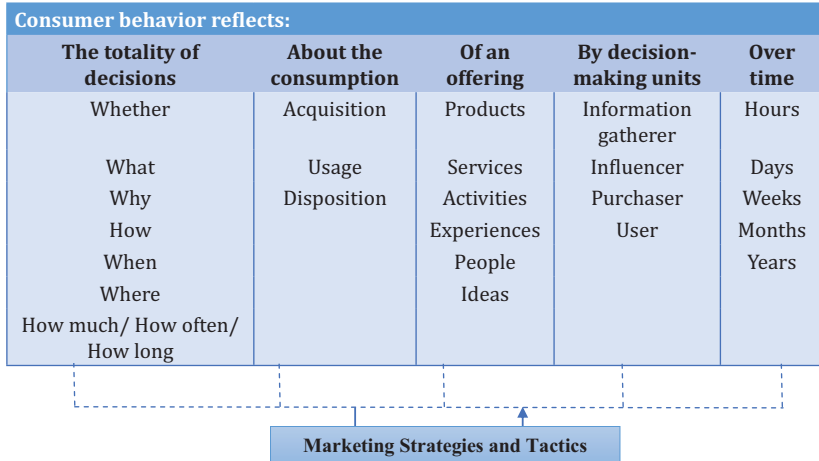 Consumer behavior reflects:
The totality of decisions
About the consumption
Of an offering
By decision-making units
Over time
Whether
Acquisition
Products
Information gatherer
Hours
What
Usage
Services
Influencer
Days
Why
Disposition
Activities
Purchaser
Weeks
How
Experiences
User
Months
When
People
Years
Where
Ideas
How much/ How often/
How long
Marketing Strategies and Tactics